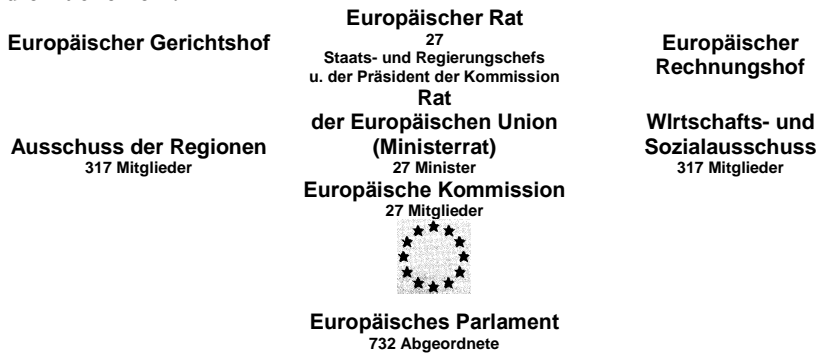 Europäischer Rat
Europäischer Gerichtshof
27
Staats- und Regierungschefs
u. der Präsident der Kommission
Europäischer
Rechnungshof
Rat
der Europäischen Union
(Ministerrat)
27 Minister
Ausschuss der Regionen
317 Mitglieder
WIrtschafts- und
Sozialausschuss
317 Mitglieder
Europäische Kommission
27 Mitglieder
Europäisches Parlament
732 Abgeordnete